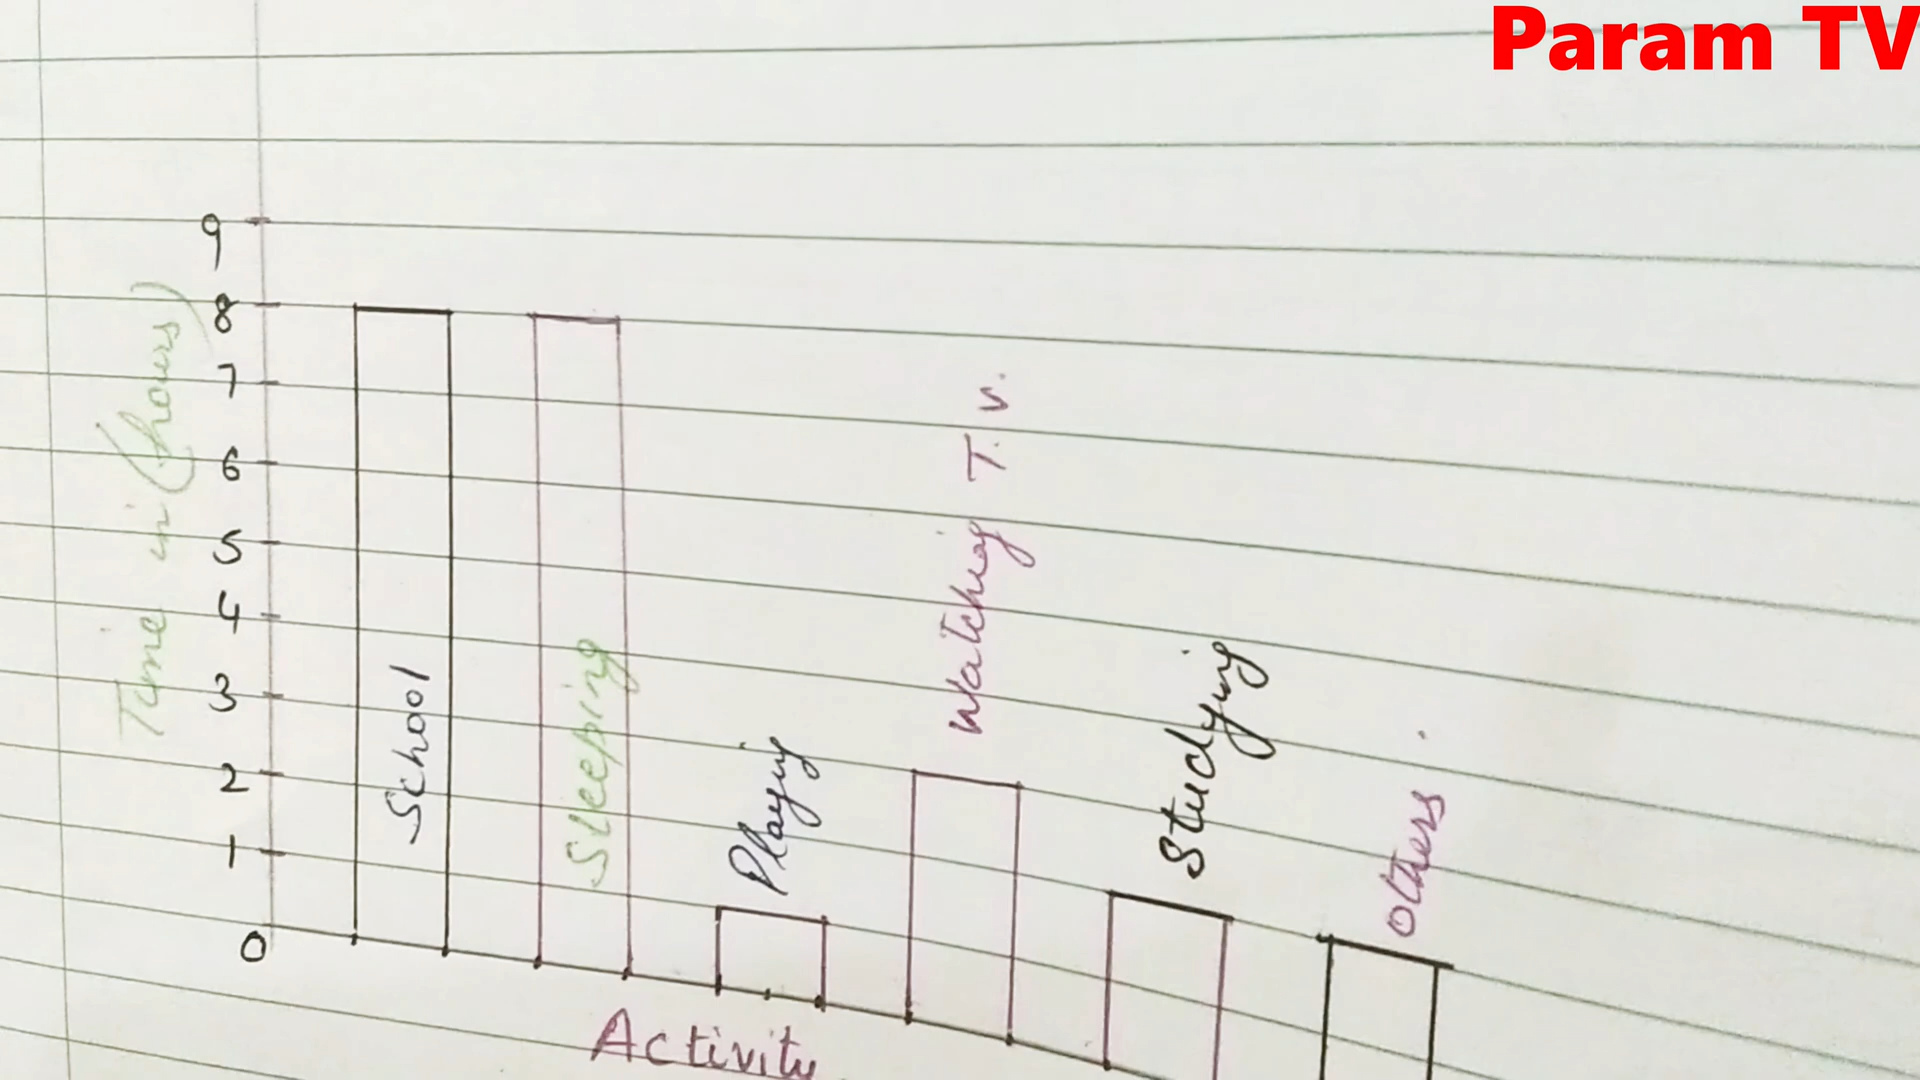 Param TV
Time in (hours)
9
8
7
6
5
4
3
2
1
0
School
Sleeping
Playing
Watching T.V.
Studying
others
Activity